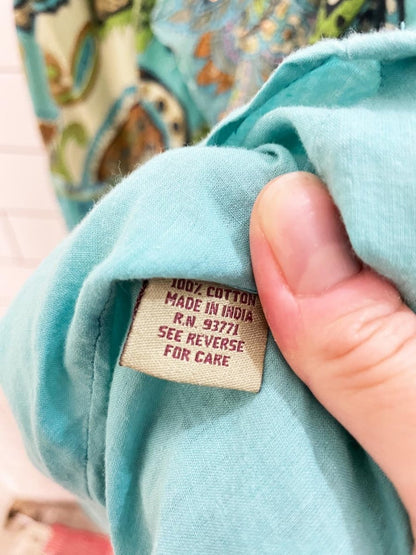 100% COTTON
MADE IN INDIA
R.N. 93771
SEE REVERSE
FOR CARE